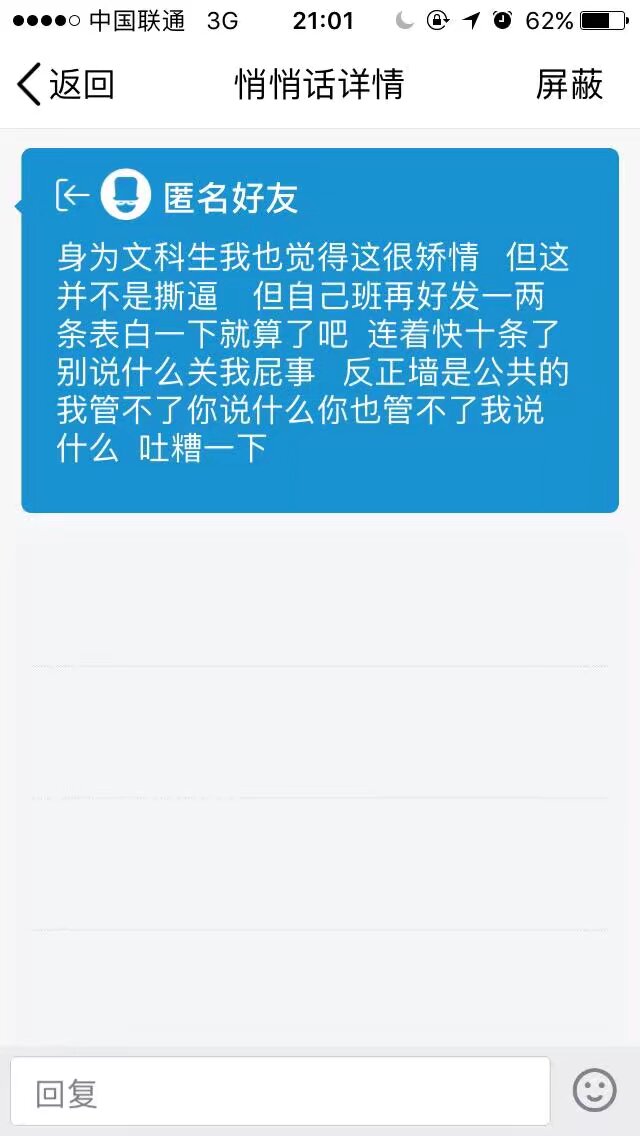 中国联通 3G 21:01 62%
返回 悄悄话详情 屏蔽
匿名好友
身为文科生我也觉得这很矫情 但这
并不是撕逼 但自己班再好发一两
条表白一下就算了吧 连着快十条了
别说什么关我屁事 反正墙是公共的
我管不了你说什么你也管不了我说
什么 吐糟一下
回复